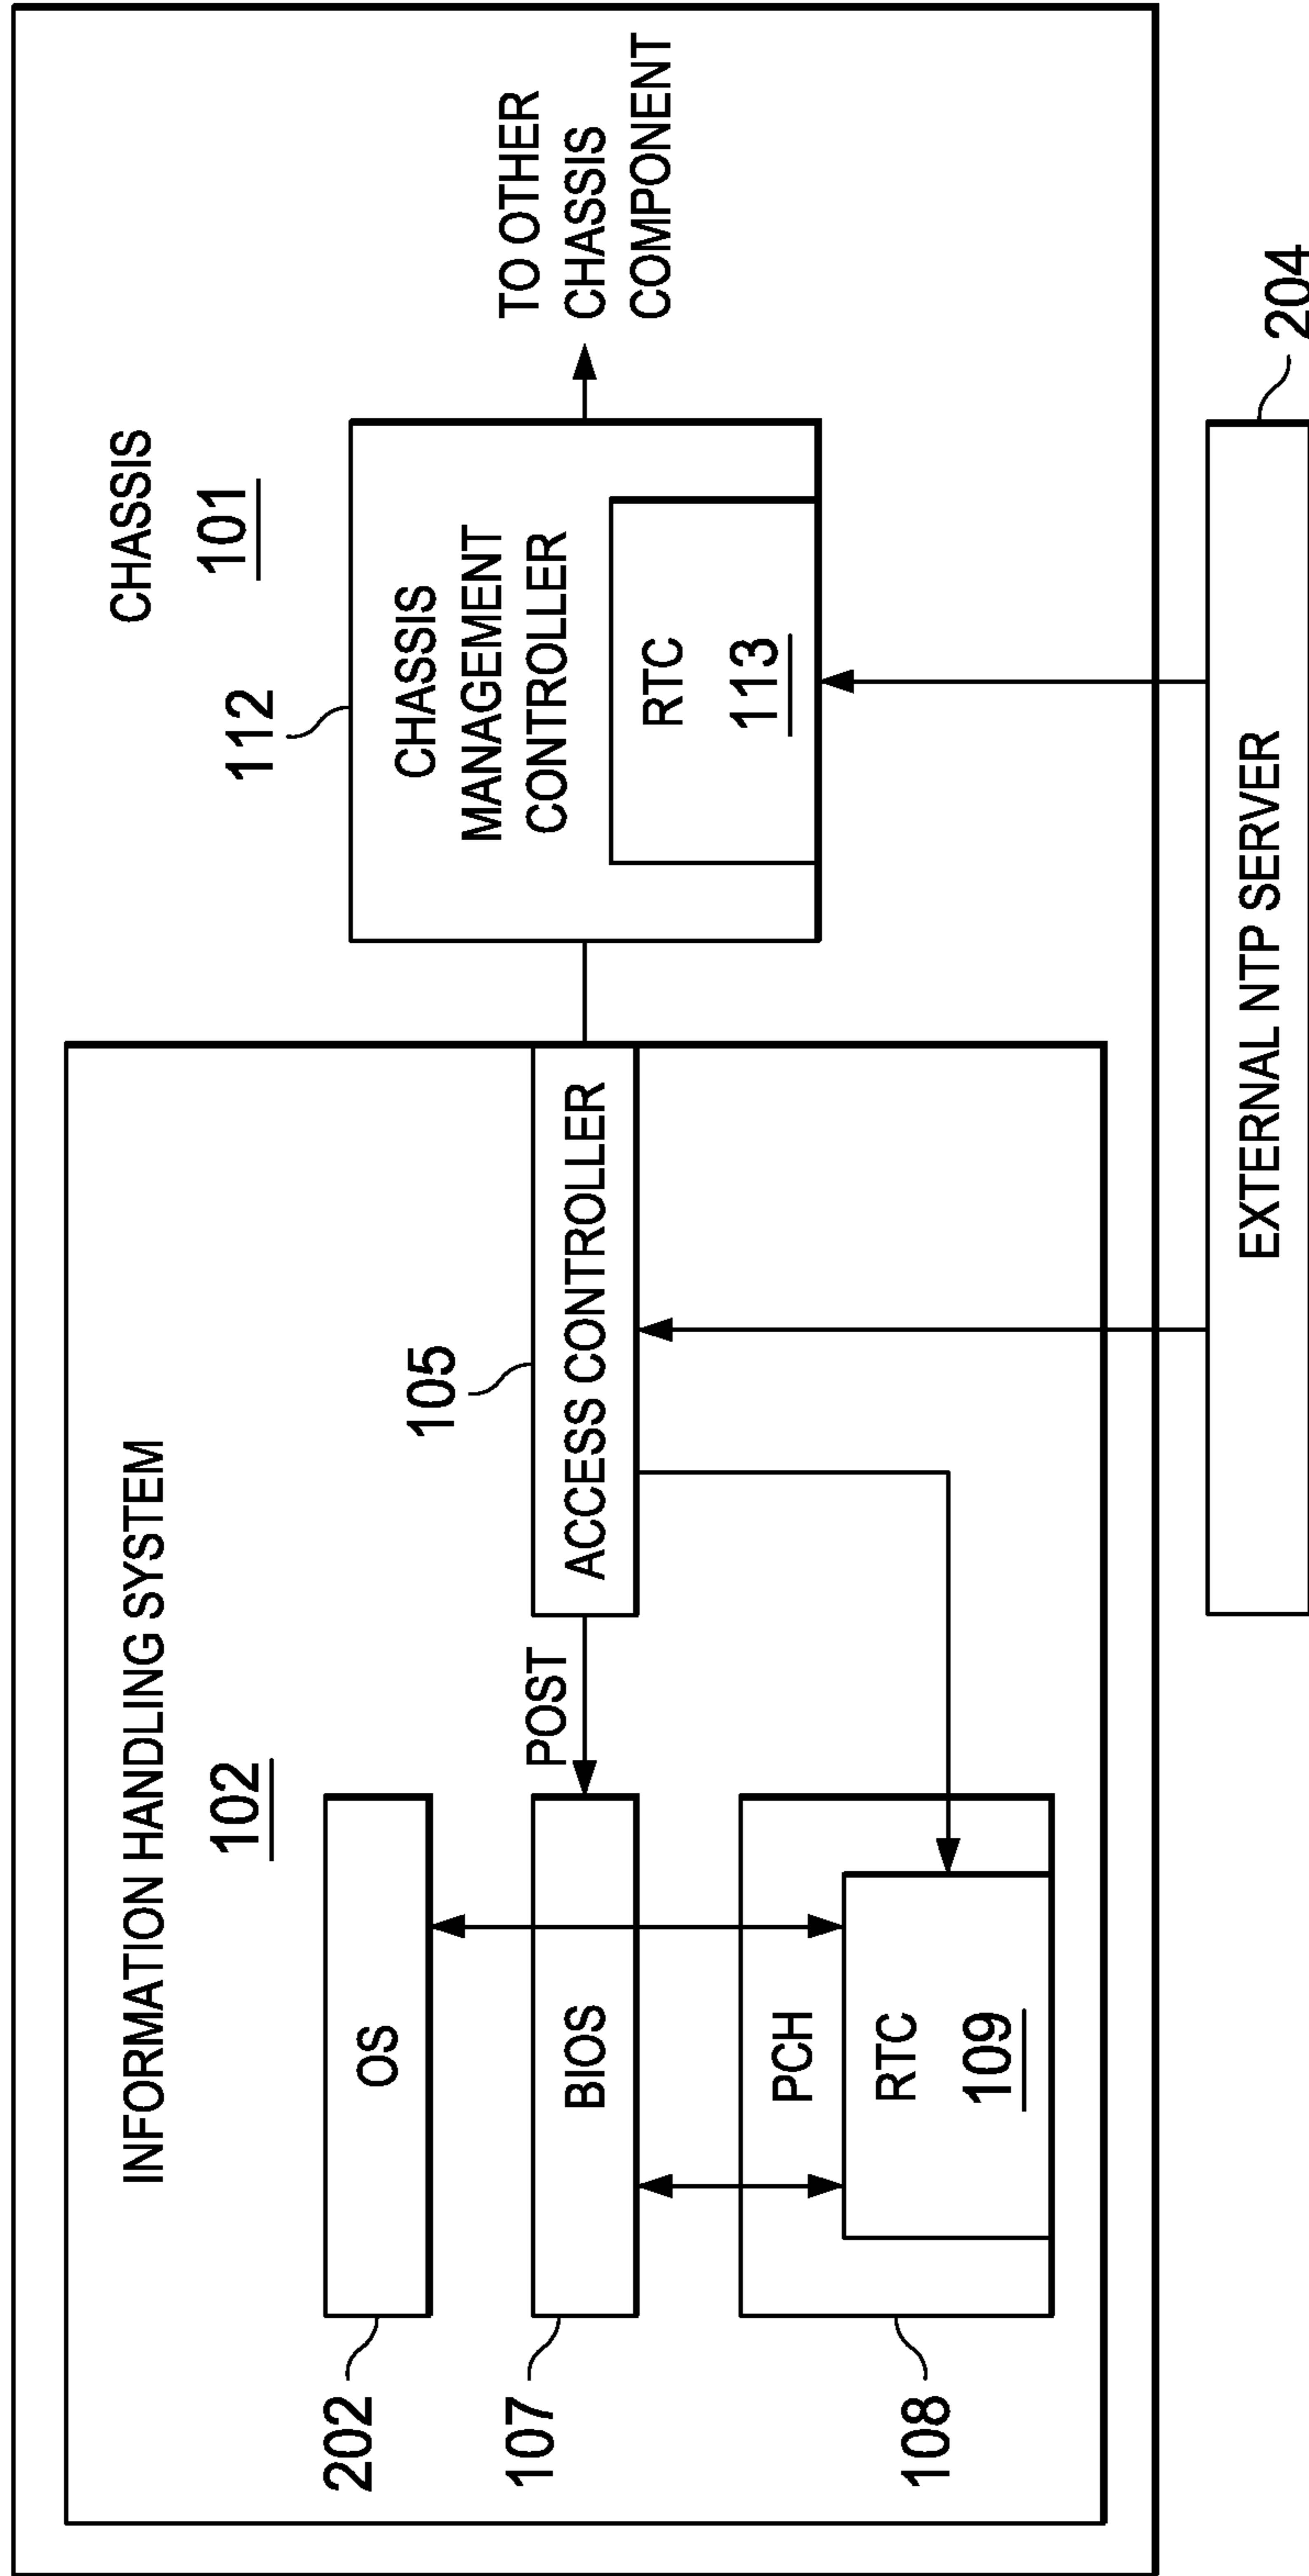 CHASSIS
101
INFORMATION HANDLING SYSTEM
102
202
OS
107
BIOS
POST
105
ACCESS CONTROLLER
108
PCH
RTC
109
112
CHASSIS
MANAGEMENT
CONTROLLER
RTC
113
TO OTHER
CHASSIS
COMPONENT
EXTERNAL NTP SERVER
204